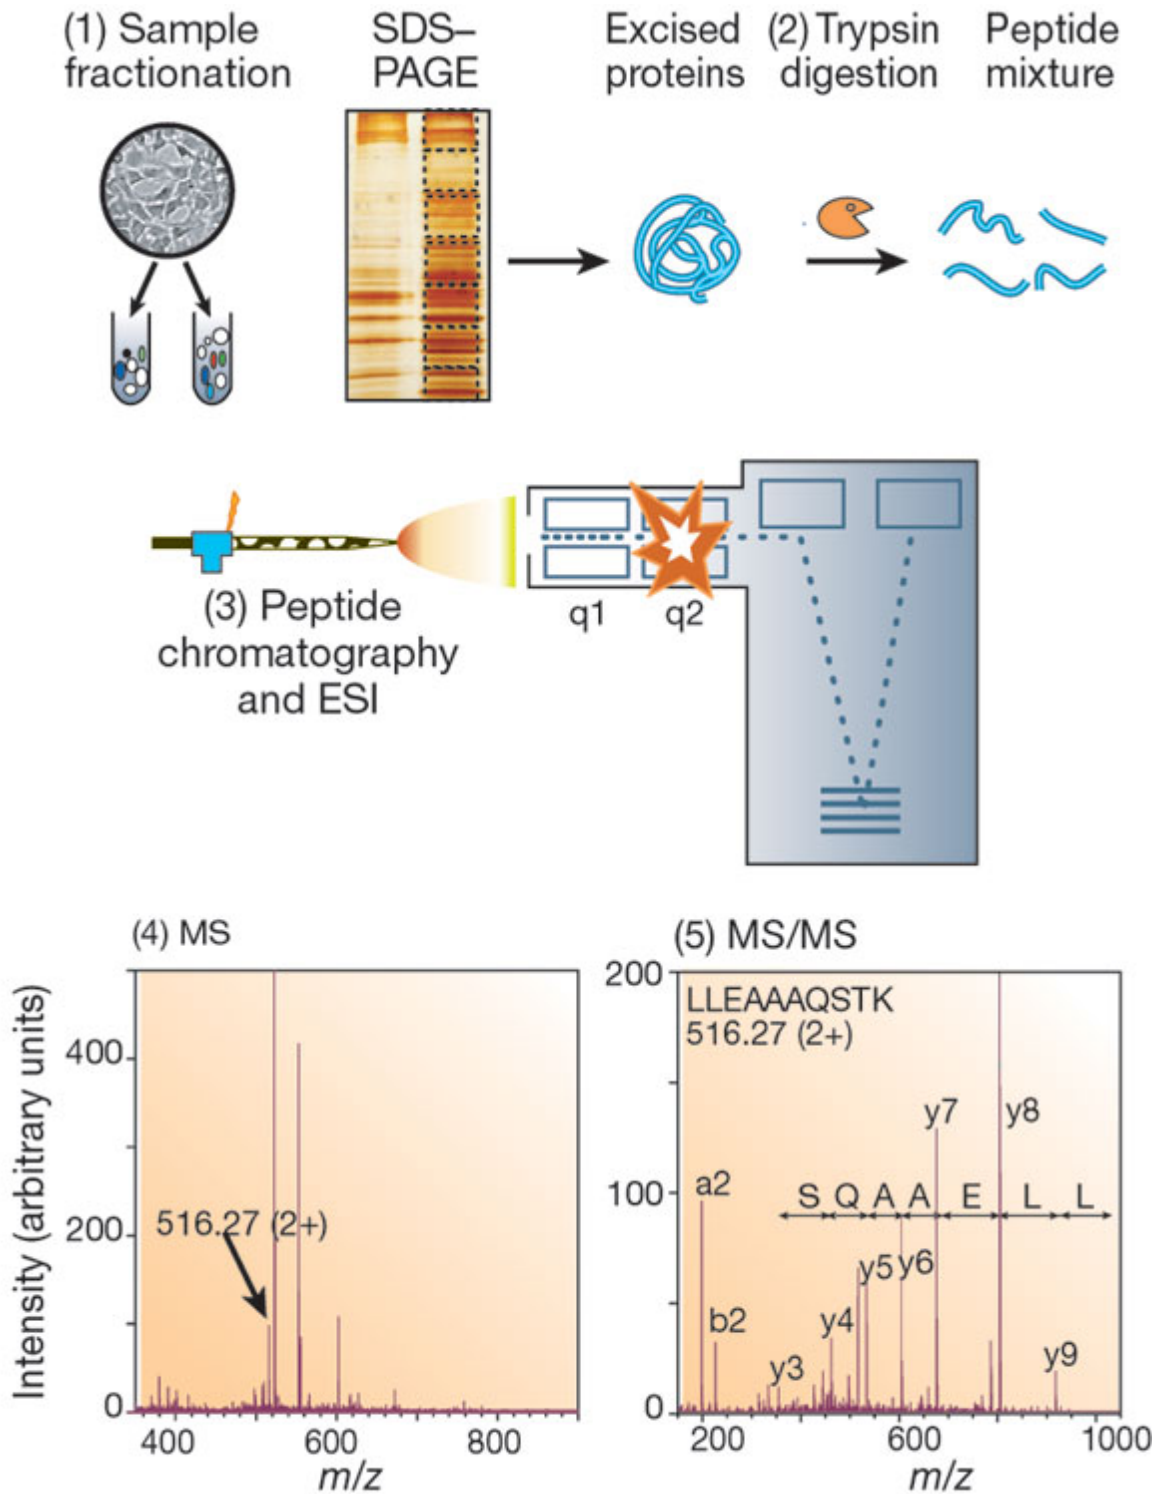 (1) Sample
fractionation
SDS–
PAGE
Excised
proteins
(2) Trypsin
digestion
Peptide
mixture
(3) Peptide
chromatography
and ESI
q1
q2
(4) MS
Intensity (arbitrary units)
400
200
0
516.27 (2+)
400
600
800
m/z
(5) MS/MS
200
100
0
LLEAAAQSTK
516.27 (2+)
y7
y8
a2
S Q A A E L L
y5
y6
b2
y4
y3
y9
200
600
1000
m/z